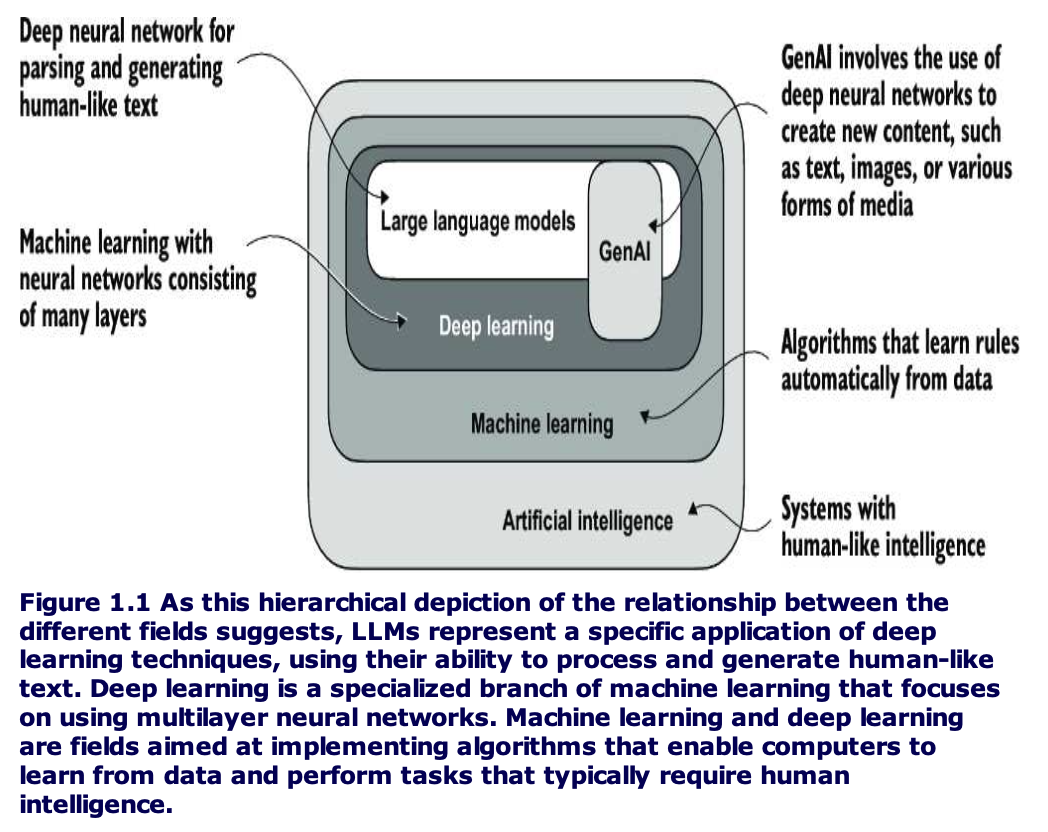 Deep neural network for
parsing and generating
human-like text
GenAI involves the use of
deep neural networks to
create new content, such
as text, images, or various
forms of media
Large language models
GenAI
Machine learning with
neural networks consisting
of many layers
Deep learning
Algorithms that learn rules
automatically from data
Machine learning
Artificial intelligence
Systems with
human-like intelligence
Figure 1.1 As this hierarchical depiction of the relationship between the
different fields suggests, LLMs represent a specific application of deep
learning techniques, using their ability to process and generate human-like
text. Deep learning is a specialized branch of machine learning that focuses
on using multilayer neural networks. Machine learning and deep learning
are fields aimed at implementing algorithms that enable computers to
learn from data and perform tasks that typically require human
intelligence.